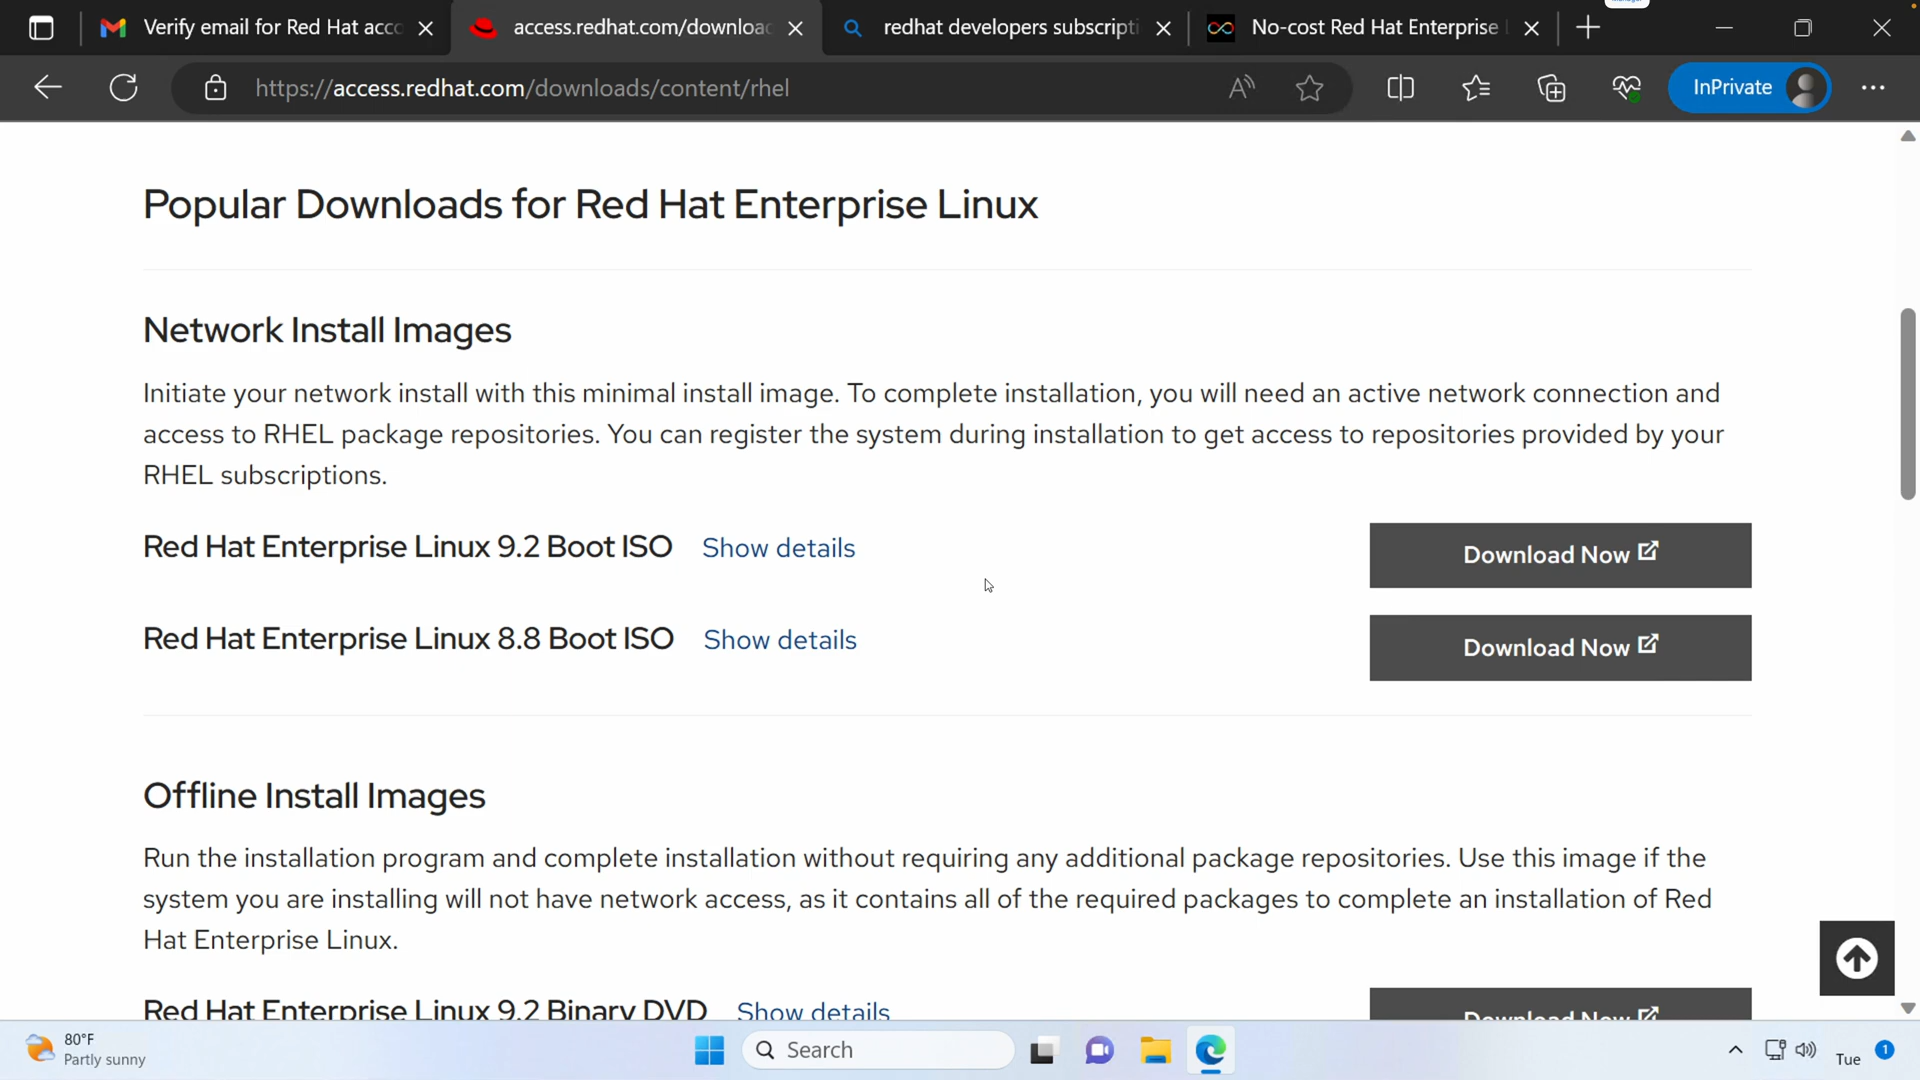 Verify email for Red Hat acco
access.redhat.com/downloac
redhat developers subscripti
No-cost Red Hat Enterprise
https://access.redhat.com/downloads/content/rhel
InPrivate
Popular Downloads for Red Hat Enterprise Linux
Network Install Images
Initiate your network install with this minimal install image. To complete installation, you will need an active network connection and
access to RHEL package repositories. You can register the system during installation to get access to repositories provided by your
RHEL subscriptions.
Red Hat Enterprise Linux 9.2 Boot ISO Show details Download Now
Red Hat Enterprise Linux 8.8 Boot ISO Show details Download Now
Offline Install Images
Run the installation program and complete installation without requiring any additional package repositories. Use this image if the
system you are installing will not have network access, as it contains all of the required packages to complete an installation of Red
Hat Enterprise Linux.
Red Hat Enterprise Linux 9.2 Binary DVD Show details Download Now
80°F
Partly sunny
Search
Tue
1